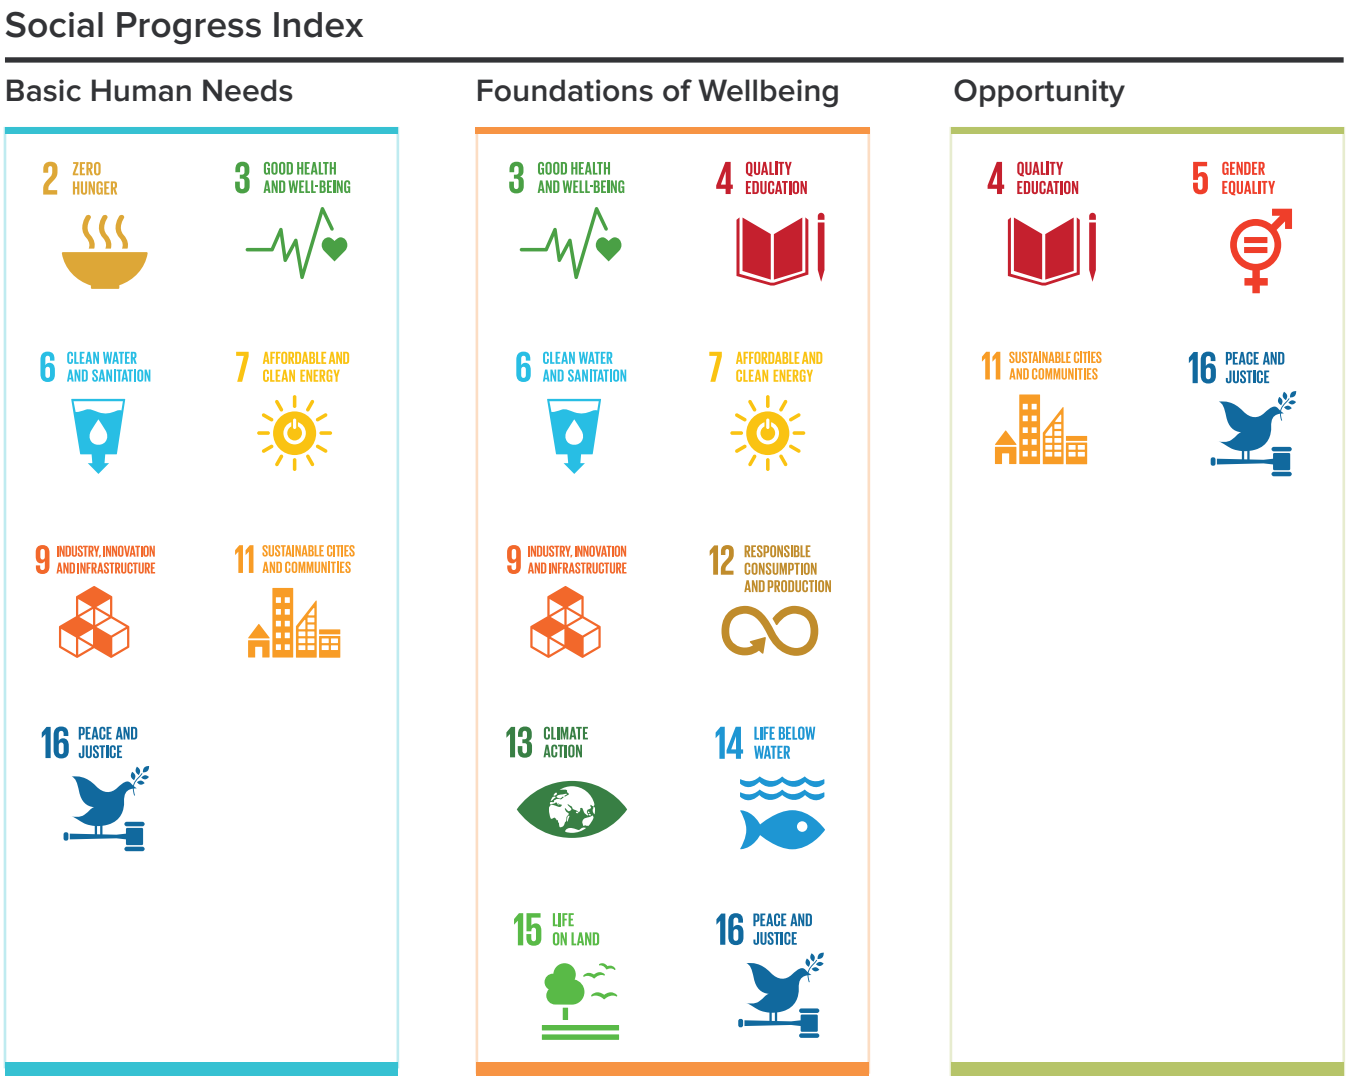 Social Progress Index
Basic Human Needs
2 ZERO
HUNGER
3 GOOD HEALTH
AND WELL-BEING
6 CLEAN WATER
AND SANITATION
7 AFFORDABLE AND
CLEAN ENERGY
9 INDUSTRY, INNOVATION
AND INFRASTRUCTURE
11 SUSTAINABLE CITIES
AND COMMUNITIES
16 PEACE AND
JUSTICE
Foundations of Wellbeing
3 GOOD HEALTH
AND WELL-BEING
4 QUALITY
EDUCATION
6 CLEAN WATER
AND SANITATION
7 AFFORDABLE AND
CLEAN ENERGY
9 INDUSTRY, INNOVATION
AND INFRASTRUCTURE
12 RESPONSIBLE
CONSUMPTION
AND PRODUCTION
13 CLIMATE
ACTION
14 LIFE BELOW
WATER
15 LIFE
ON LAND
16 PEACE AND
JUSTICE
Opportunity
4 QUALITY
EDUCATION
5 GENDER
EQUALITY
11 SUSTAINABLE CITIES
AND COMMUNITIES
16 PEACE AND
JUSTICE